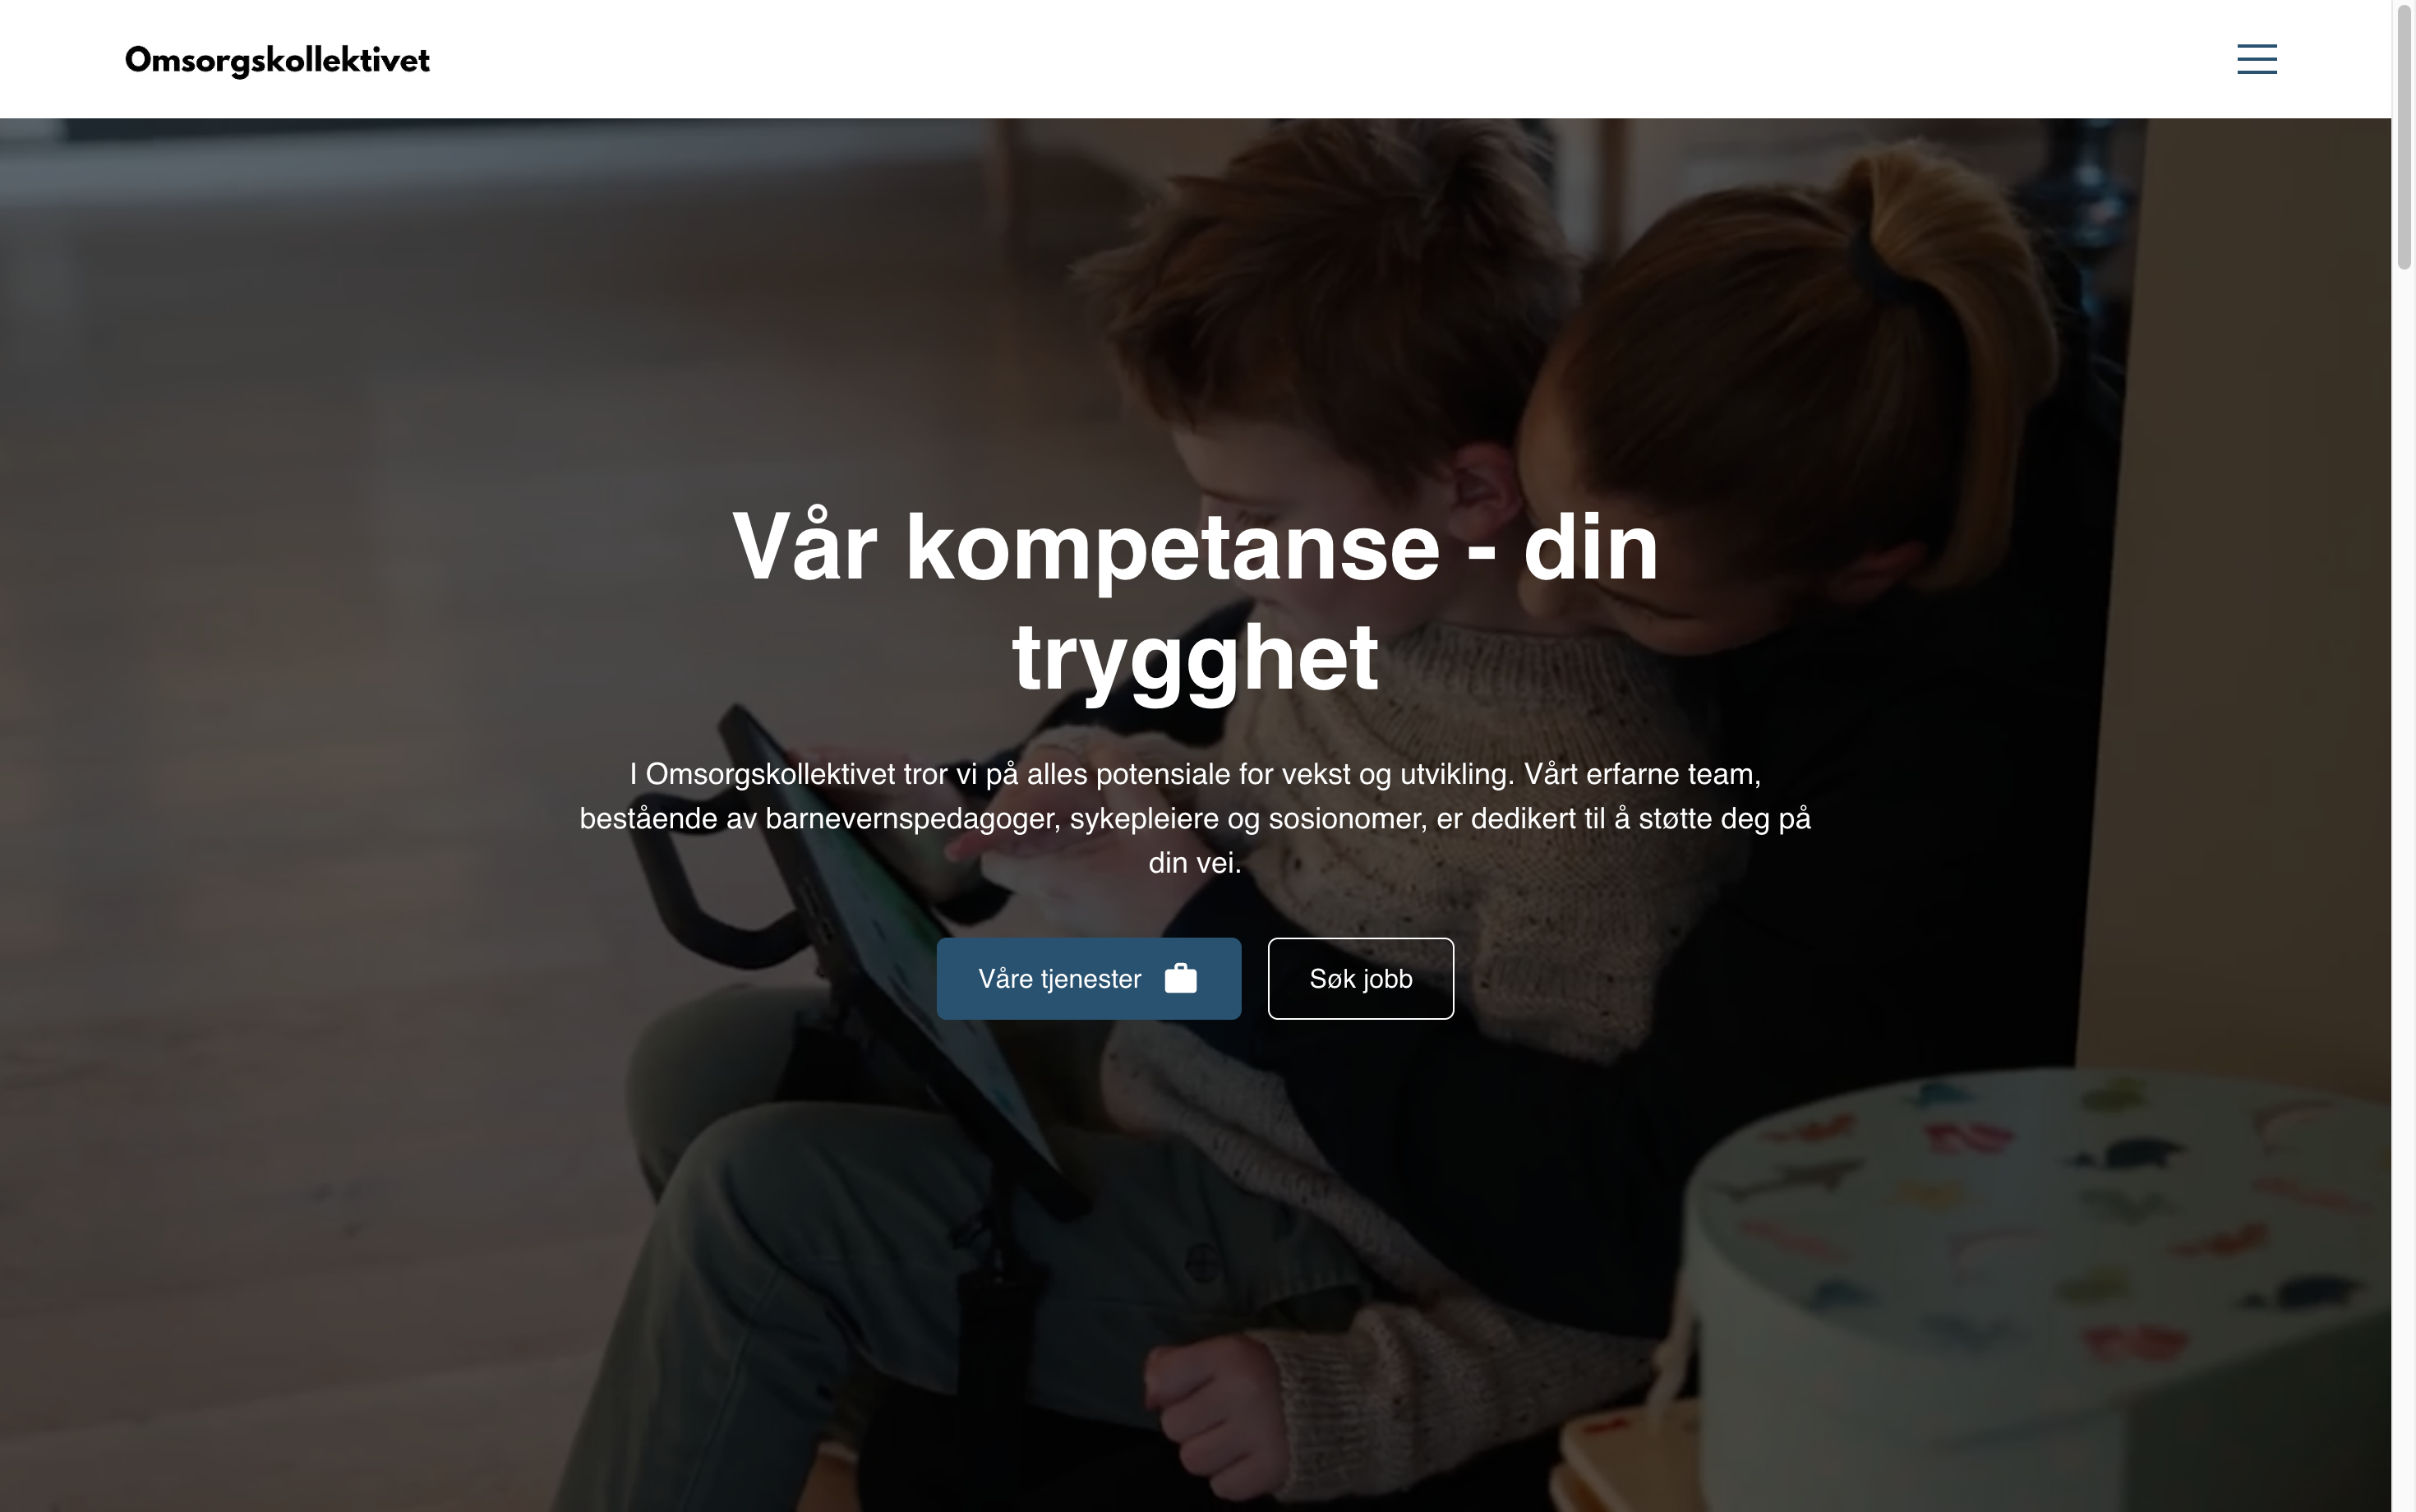 Omsorgskollektivet
Vår kompetanse - din
trygghet
I Omsorgskollektivet tror vi på alles potensiale for vekst og utvikling. Vårt erfarne team,
bestående av barnevernspedagoger, sykepleiere og sosionomer, er dedikert til å støtte deg på
din vei.
Våre tjenester
Søk jobb